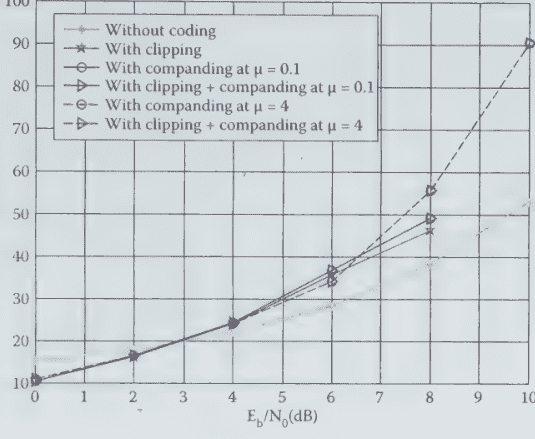 100
90
80
70
60
50
40
30
20
10
Without coding
With clipping
With companding at μ = 0.1
With clipping + companding at μ = 0.1
With companding at μ = 4
With clipping + companding at μ = 4
0 1 2 3 4 5 6 7 8 9 10
E_b/N_0(dB)